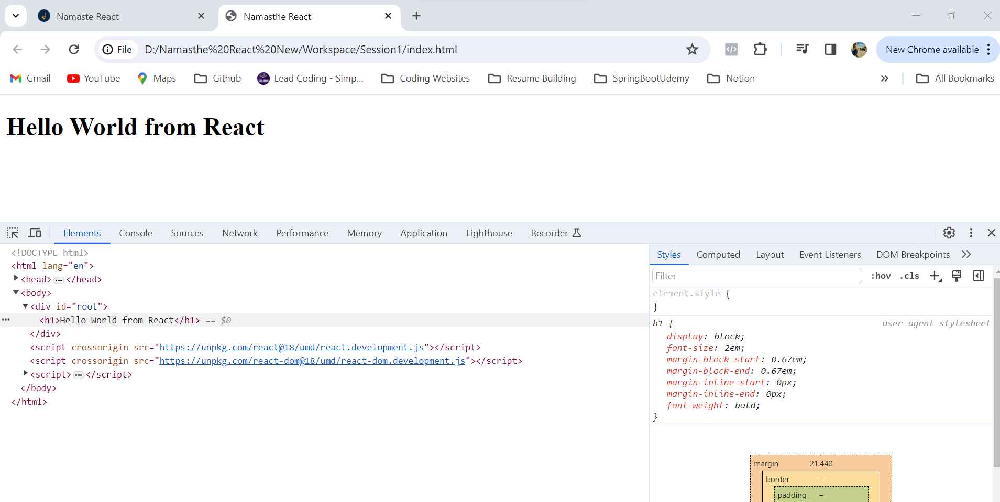 Namaste React
Namasthe React
File D:/Namasthe%20React%20New/Workspace/Session1/index.html
New Chrome available
Gmail YouTube Maps Github Lead Coding - Simp... Coding Websites Resume Building SpringBootUdemy Notion All Bookmarks
Hello World from React
Elements Console Sources Network Performance Memory Application Lighthouse Recorder
<!DOCTYPE html>
<html lang="en">
<head>…</head>
<body>
<div id="root">
<h1>Hello World from React</h1> == $0
</div>
<script crossorigin src="https://unpkg.com/react@18/umd/react.development.js"></script>
<script crossorigin src="https://unpkg.com/react-dom@18/umd/react-dom.development.js"></script>
<script>…</script>
</body>
</html>
Styles Computed Layout Event Listeners DOM Breakpoints
Filter :hov .cls
element.style {
}
h1 { user agent stylesheet
display: block;
font-size: 2em;
margin-block-start: 0.67em;
margin-block-end: 0.67em;
margin-inline-start: 0px;
margin-inline-end: 0px;
font-weight: bold;
}
margin 21.440
border –
padding –